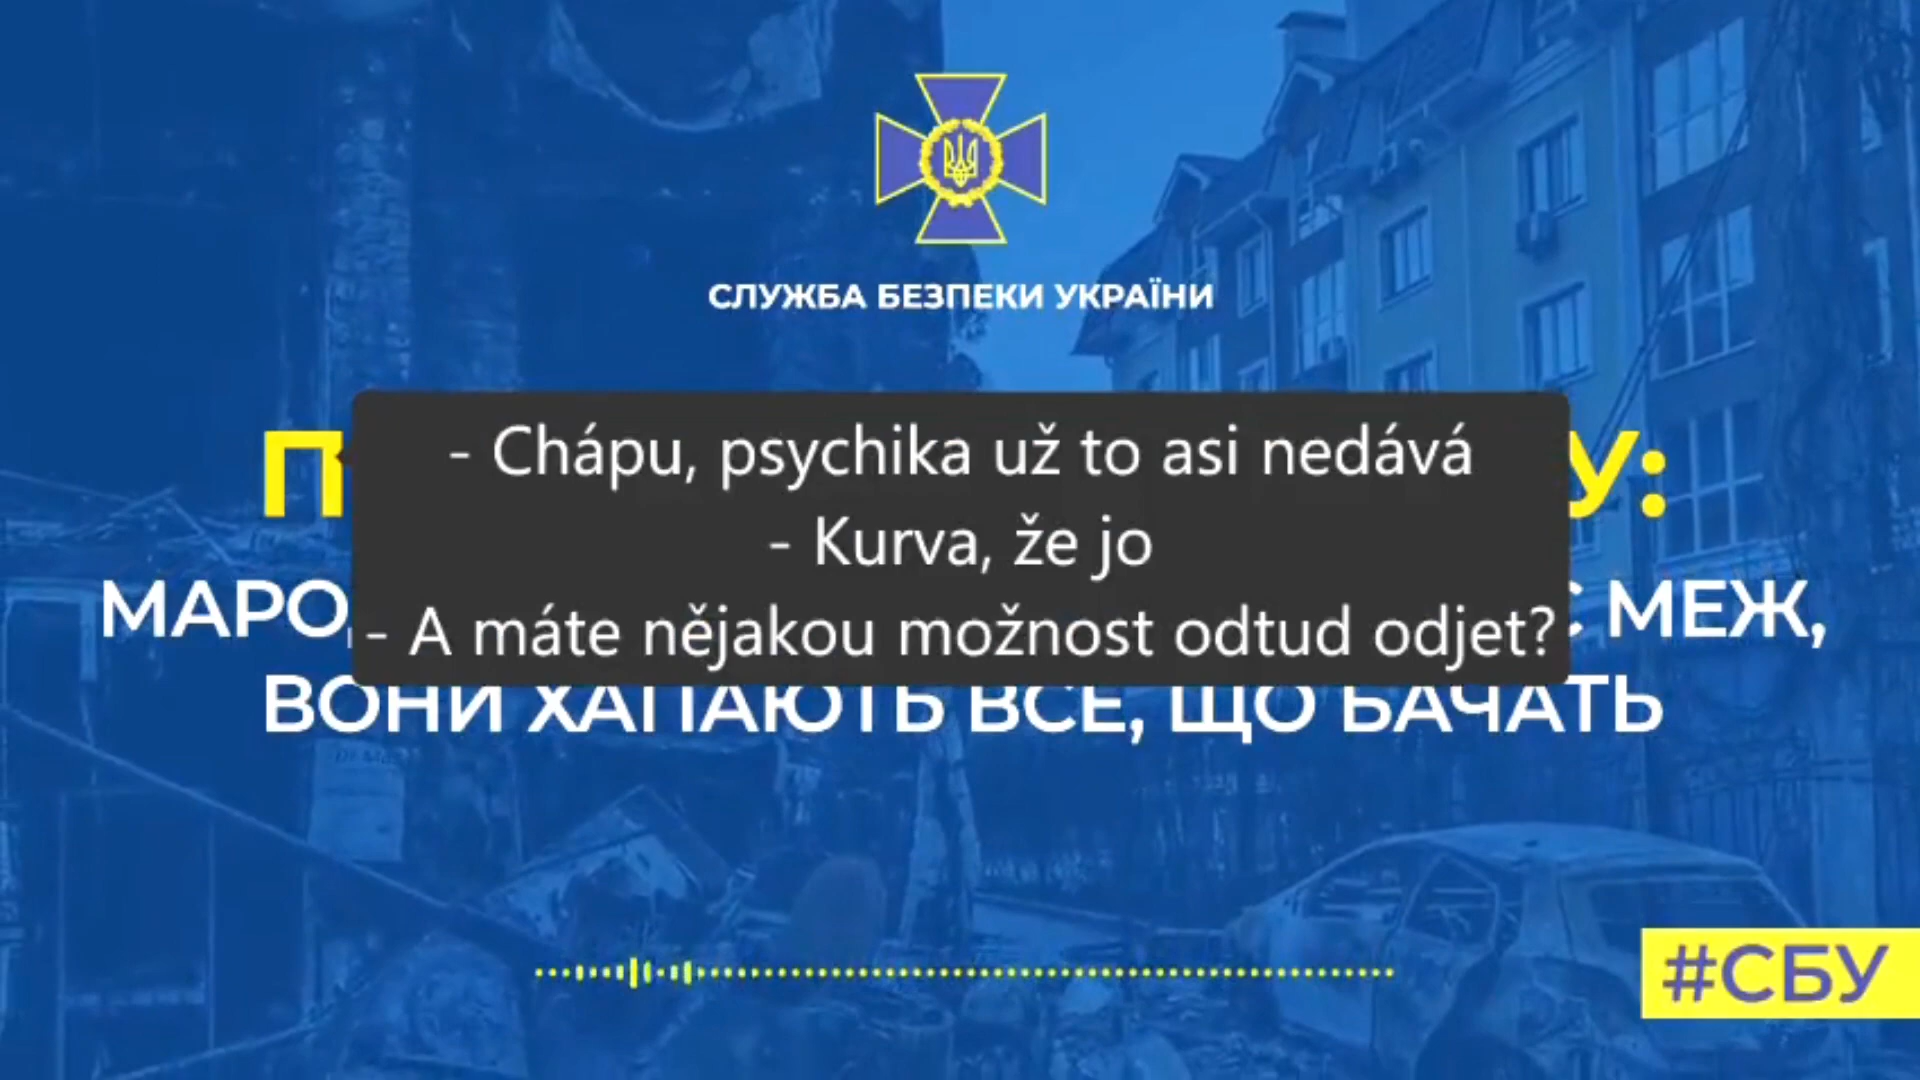 СЛУЖБА БЕЗПЕКИ УКРАЇНИ
- Chápu, psychika už to asi nedává
- Kurva, že jo
- A máte nějakou možnost odtud odjet?
МЕЖ,
ВОНИ ХАПАЮТЬ ВСЕ, ЩО БАЧАТЬ
#СБУ